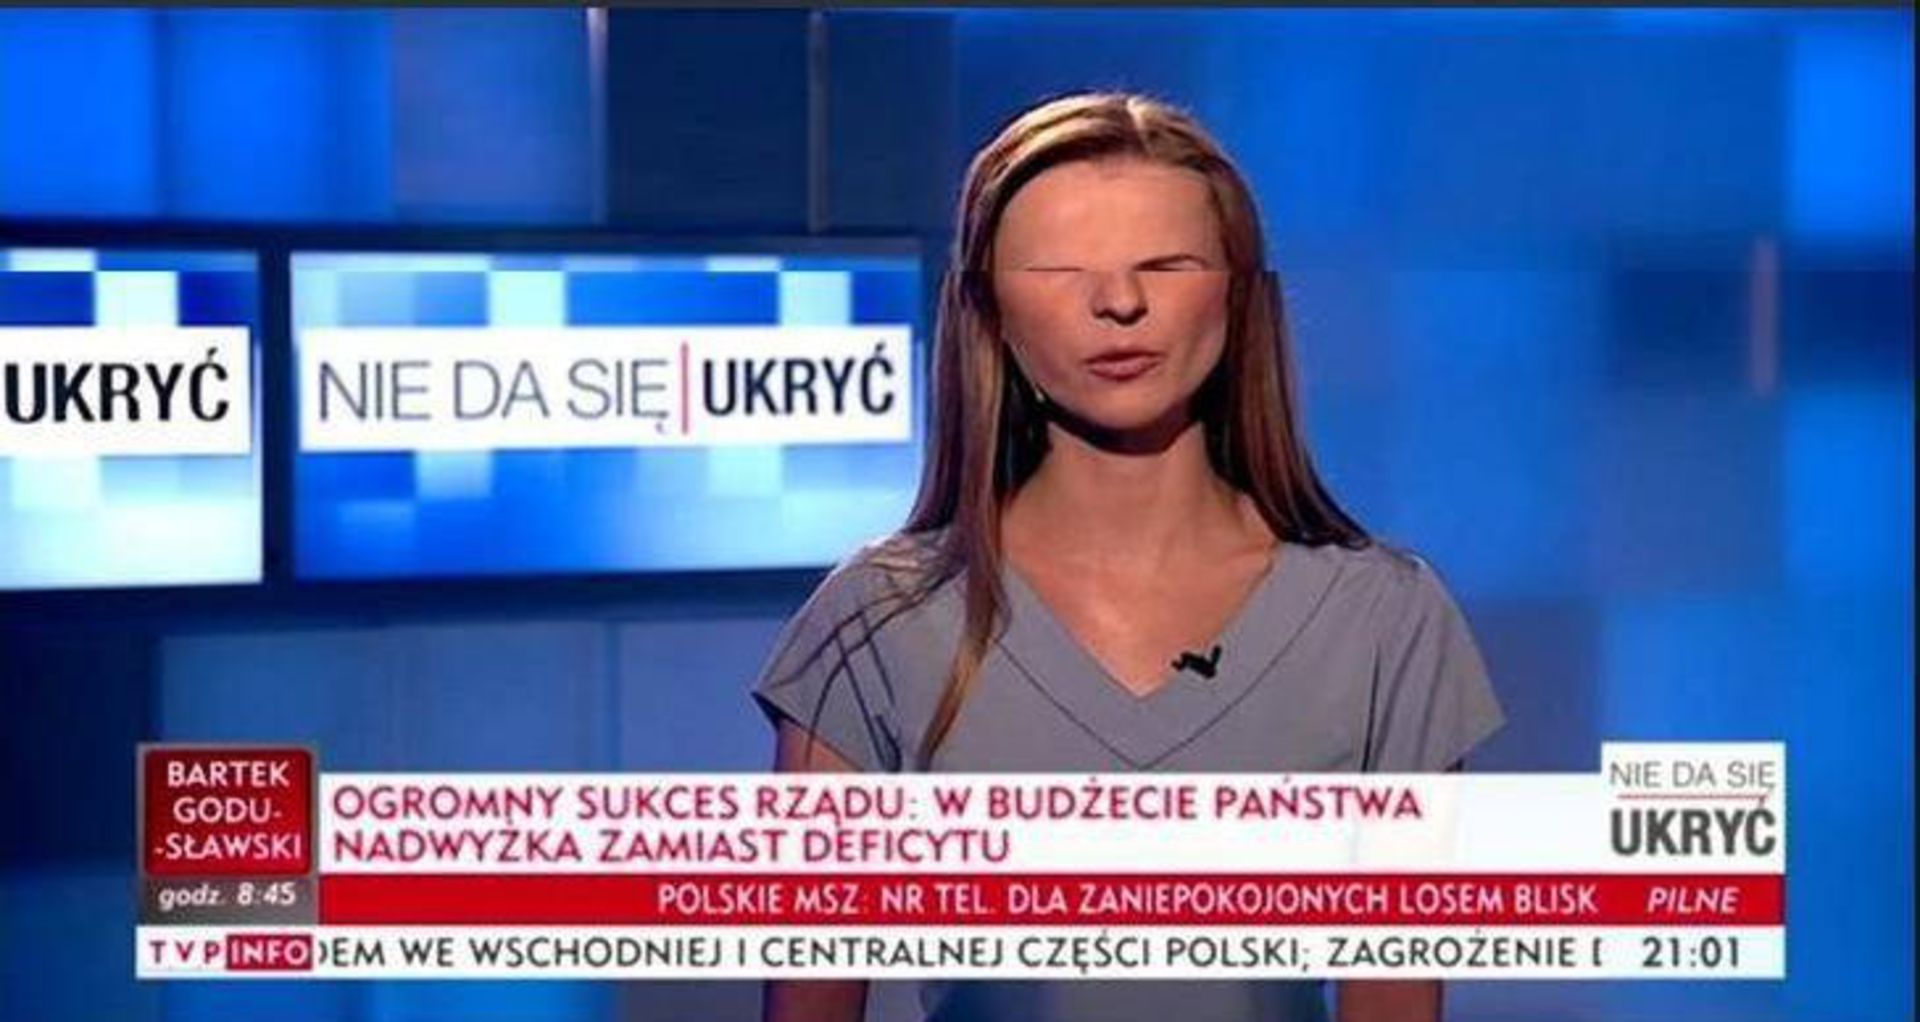 UKRYĆ
NIE DA SIĘ|UKRYĆ
BARTEK
GODU-
-SŁAWSKI
godz. 8:45
OGROMNY SUKCES RZĄDU: W BUDŻECIE PAŃSTWA
NADWYŻKA ZAMIAST DEFICYTU
NIE DA SIĘ
UKRYĆ
POLSKIE MSZ: NR TEL. DLA ZANIEPOKOJONYCH LOSEM BLISK
PILNE
TVP INFO
DEM WE WSCHODNIEJ I CENTRALNEJ CZĘŚCI POLSKI; ZAGROŻENIE
21:01